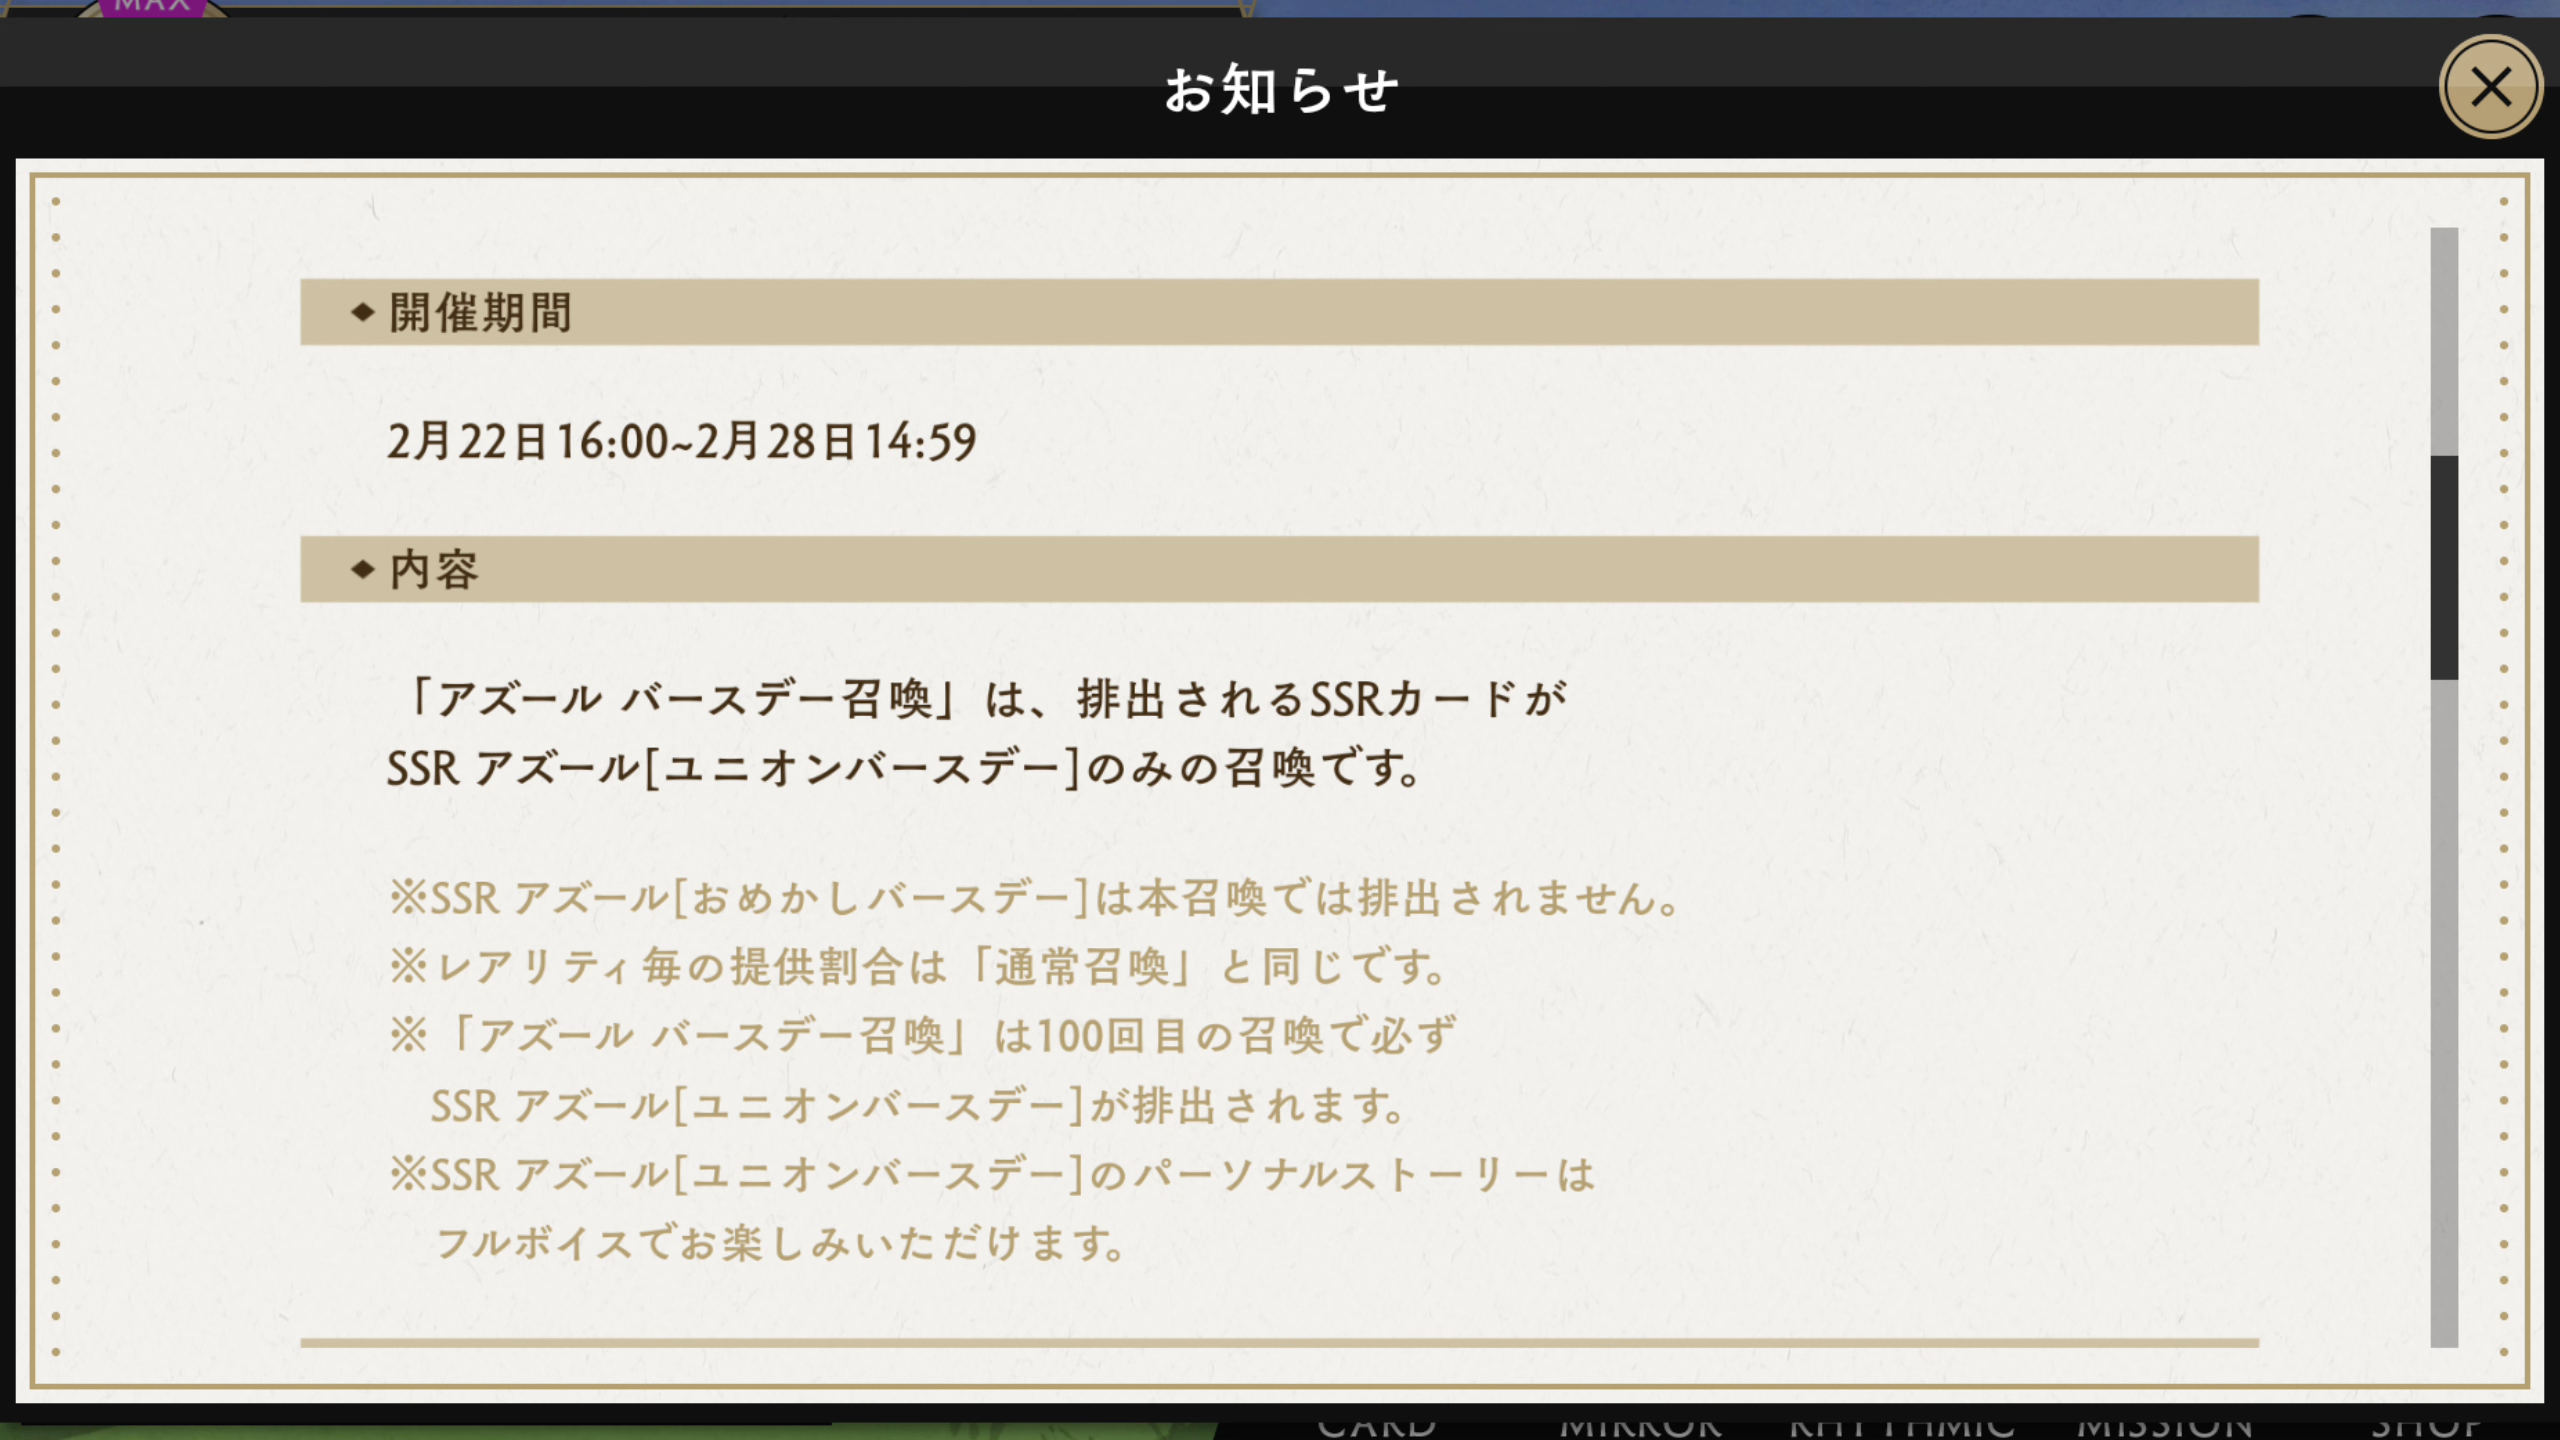 MAX
お知らせ
◆開催期間
2月22日16:00~2月28日14:59
◆内容
「アズール バースデー召喚」は、排出されるSSRカードが
SSR アズール[ユニオンバースデー]のみの召喚です。
※SSR アズール[おめかしバースデー]は本召喚では排出されません。
※レアリティ毎の提供割合は「通常召喚」と同じです。
※「アズール バースデー召喚」は100回目の召喚で必ず
SSR アズール[ユニオンバースデー]が排出されます。
※SSR アズール[ユニオンバースデー]のパーソナルストーリーは
フルボイスでお楽しみいただけます。
CARD MIRROR RHYTHMIC MISSION SHOP